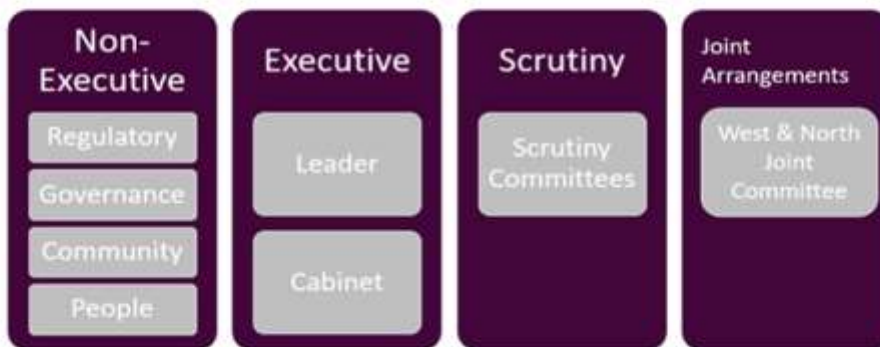 Non-
Executive
Regulatory
Governance
Community
People
Executive
Leader
Cabinet
Scrutiny
Scrutiny
Committees
Joint
Arrangements
West & North
Joint
Committee